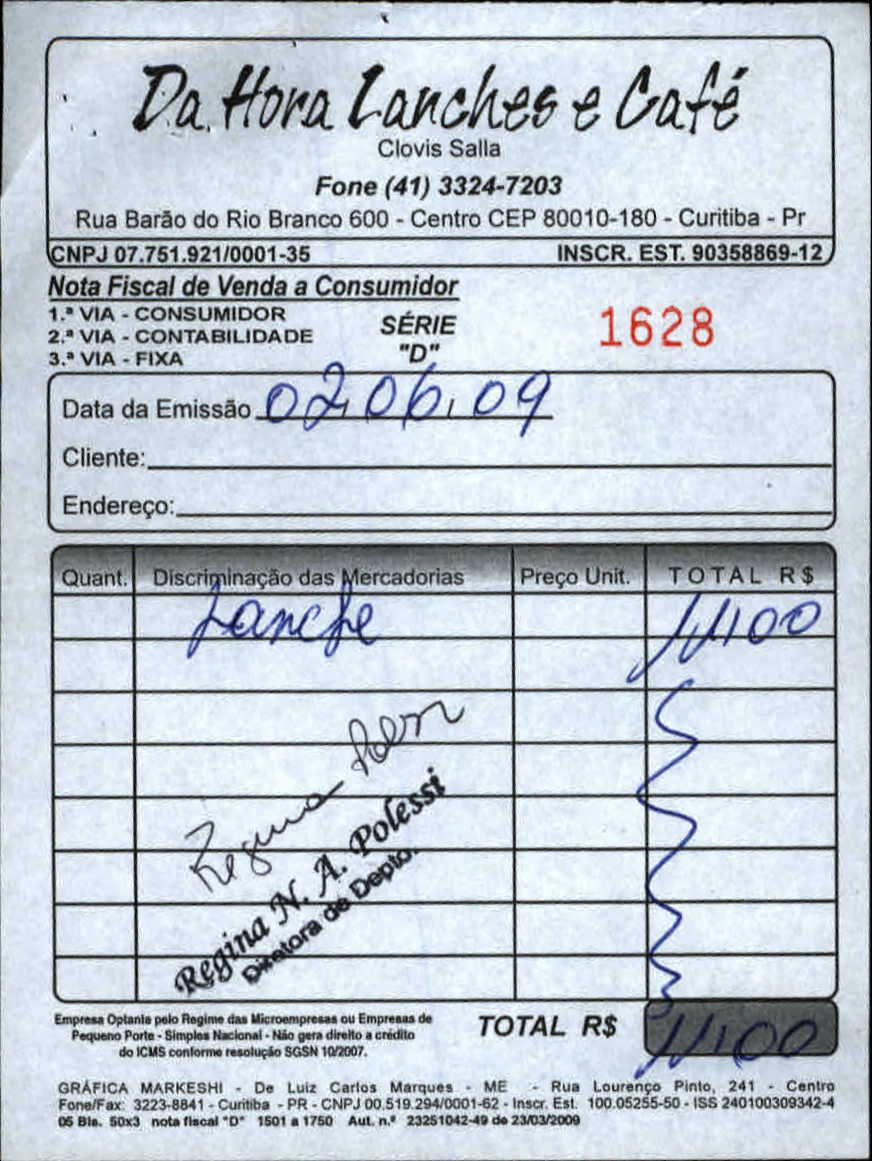 Da Hora Lanches e Café
Clovis Salla
Fone (41) 3324-7203
Rua Barão do Rio Branco 600 - Centro CEP 80010-180 - Curitiba - Pr
CNPJ 07.751.921/0001-35 INSCR. EST. 90358869-12
Nota Fiscal de Venda a Consumidor
1.ª VIA - CONSUMIDOR
2.ª VIA - CONTABILIDADE
3.ª VIA - FIXA
SÉRIE
"D"
1628
Data da Emissão 02,06,09
Cliente:
Endereço:
Quant. Discriminação das Mercadorias Preço Unit. TOTAL R$
Lanche 11,00
Regina
Regina N. A. Polessi
Diretora de Depto.
Empresa Optante pelo Regime das Microempresas ou Empresas de
Pequeno Porte - Simples Nacional - Não gera direito a crédito
do ICMS conforme resolução SGSN 10/2007.
TOTAL R$ 11,00
GRÁFICA MARKESHI - De Luiz Carlos Marques - ME - Rua Lourenço Pinto, 241 - Centro
Fone/Fax: 3223-8841 - Curitiba - PR - CNPJ 00.519.294/0001-62 - Inscr. Est. 100.05255-50 - ISS 240100309342-4
05 Bls. 50x3 nota fiscal "D" 1501 a 1750 Aut. n.º 23251042-49 de 23/03/2009